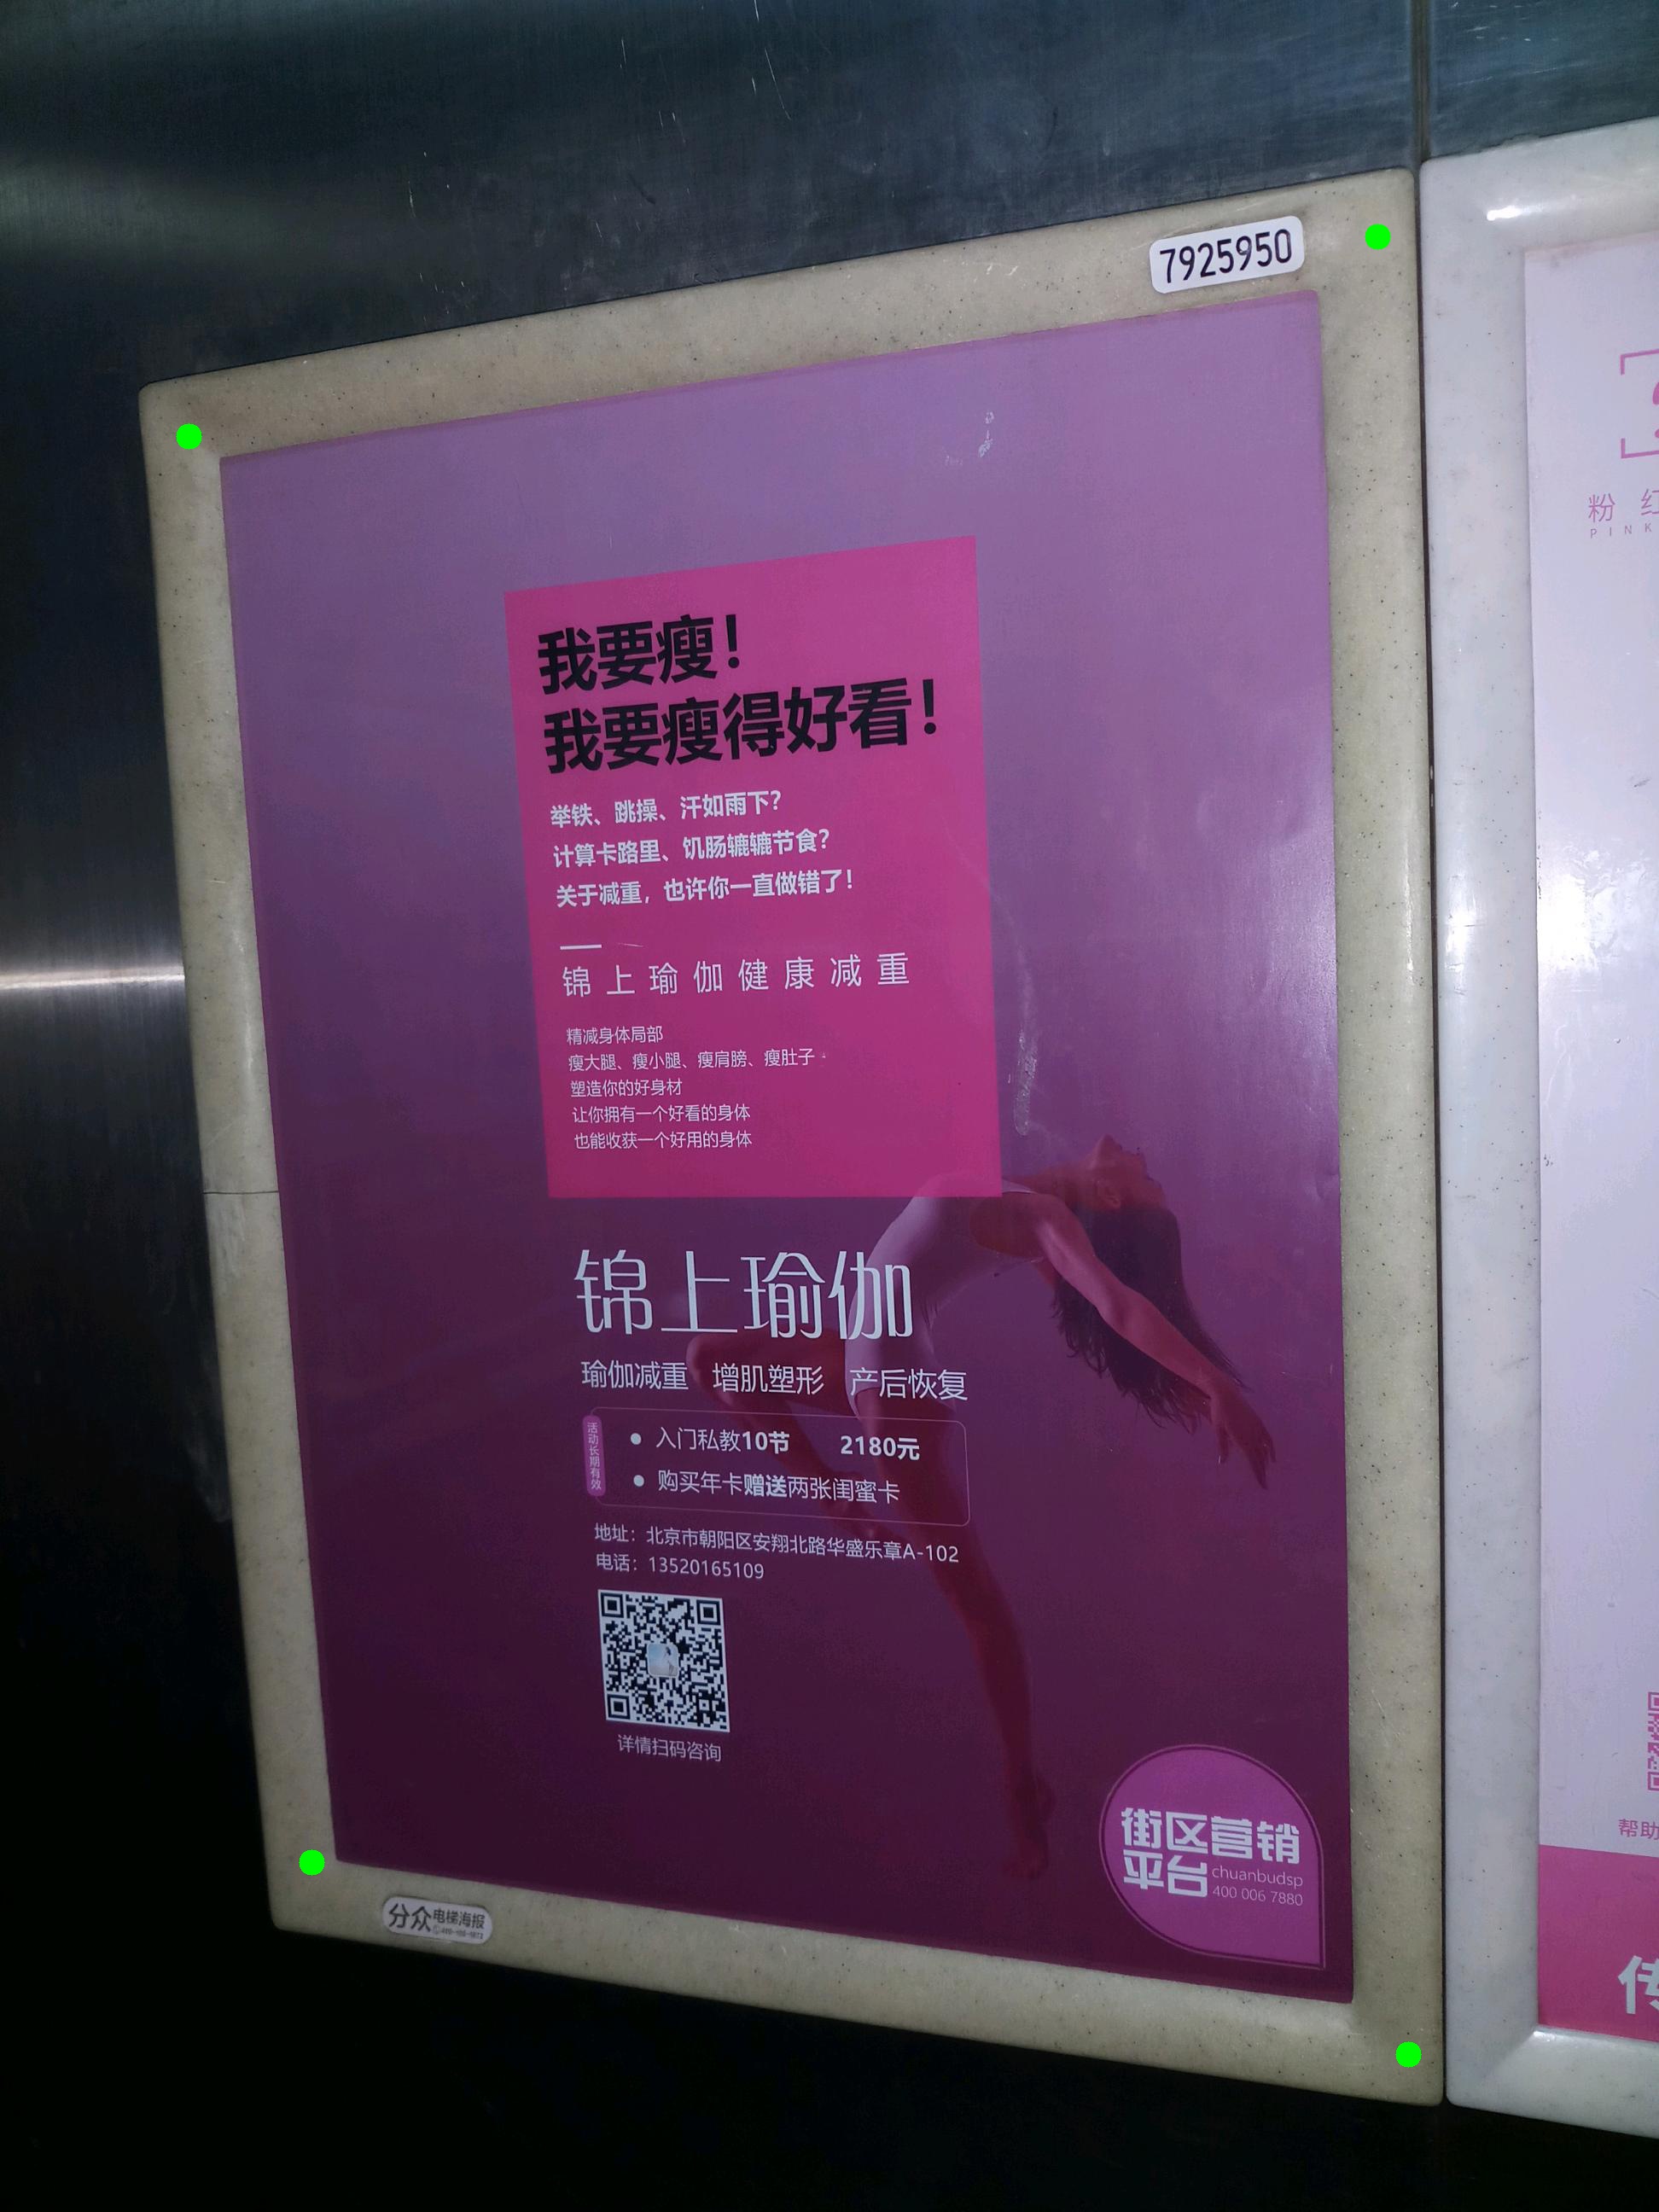 7925950
我要瘦！
我要瘦得好看！
举铁、跳操、汗如雨下？
计算卡路里、饥肠辘辘节食？
关于减重，也许你一直做错了！
锦上瑜伽健康减重
精减身体局部
瘦大腿、瘦小腿、瘦肩膀、瘦肚子
塑造你的好身材
让你拥有一个好看的身体
也能收获一个好用的身体
锦上瑜伽
瑜伽减重 增肌塑形 产后恢复
活动长期有效
● 入门私教10节 2180元
● 购买年卡赠送两张闺蜜卡
地址：北京市朝阳区安翔北路华盛乐章A-102
电话：13520165109
详情扫码咨询
街区营销
平台
chuanbudsp
400 006 7880
分众电梯海报
粉红
PINK
帮助
传